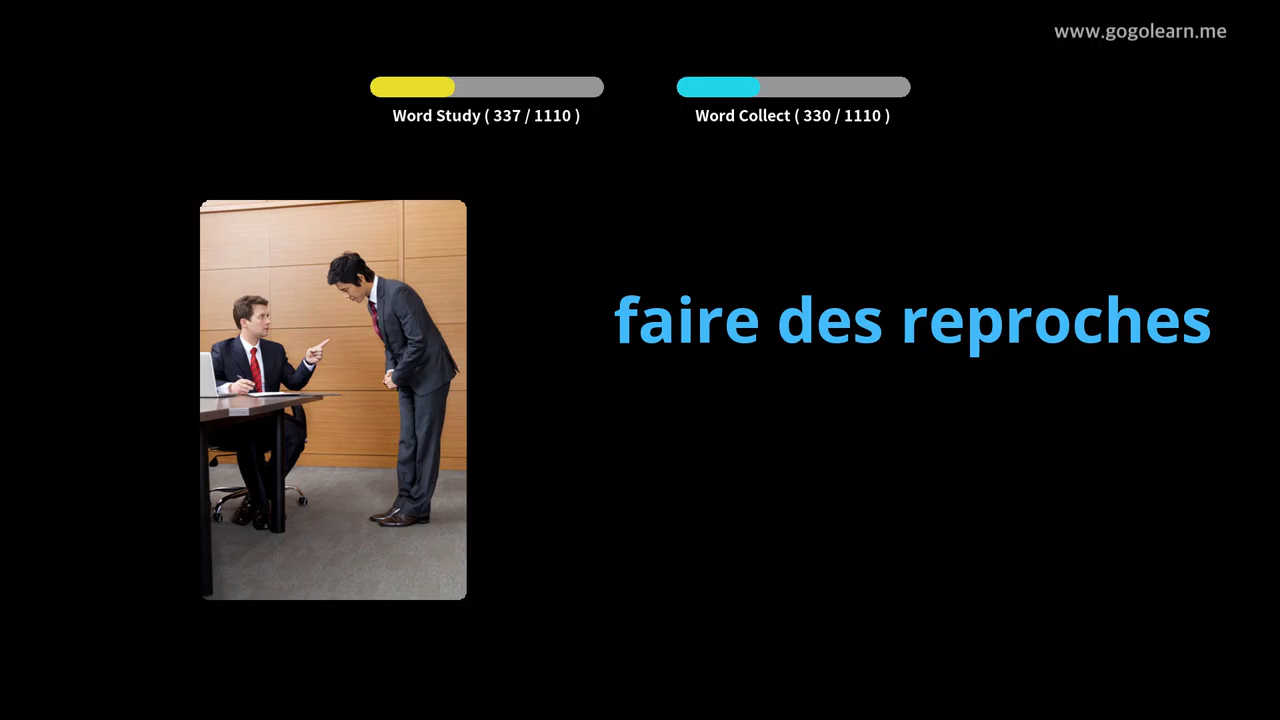 www.gogolearn.me
Word Study ( 337 / 1110 )
Word Collect ( 330 / 1110 )
faire des reproches